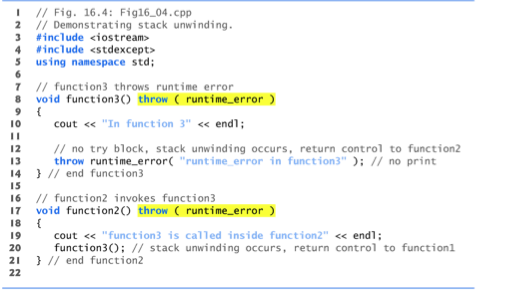 1 // Fig. 16.4: Fig16_04.cpp
2 // Demonstrating stack unwinding.
3 #include <iostream>
4 #include <stdexcept>
5 using namespace std;
6
7 // function3 throws runtime error
8 void function3() throw ( runtime_error )
9 {
10 cout << "In function 3" << endl;
11
12 // no try block, stack unwinding occurs, return control to function2
13 throw runtime_error( "runtime_error in function3" ); // no print
14 } // end function3
15
16 // function2 invokes function3
17 void function2() throw ( runtime_error )
18 {
19 cout << "function3 is called inside function2" << endl;
20 function3(); // stack unwinding occurs, return control to function1
21 } // end function2
22